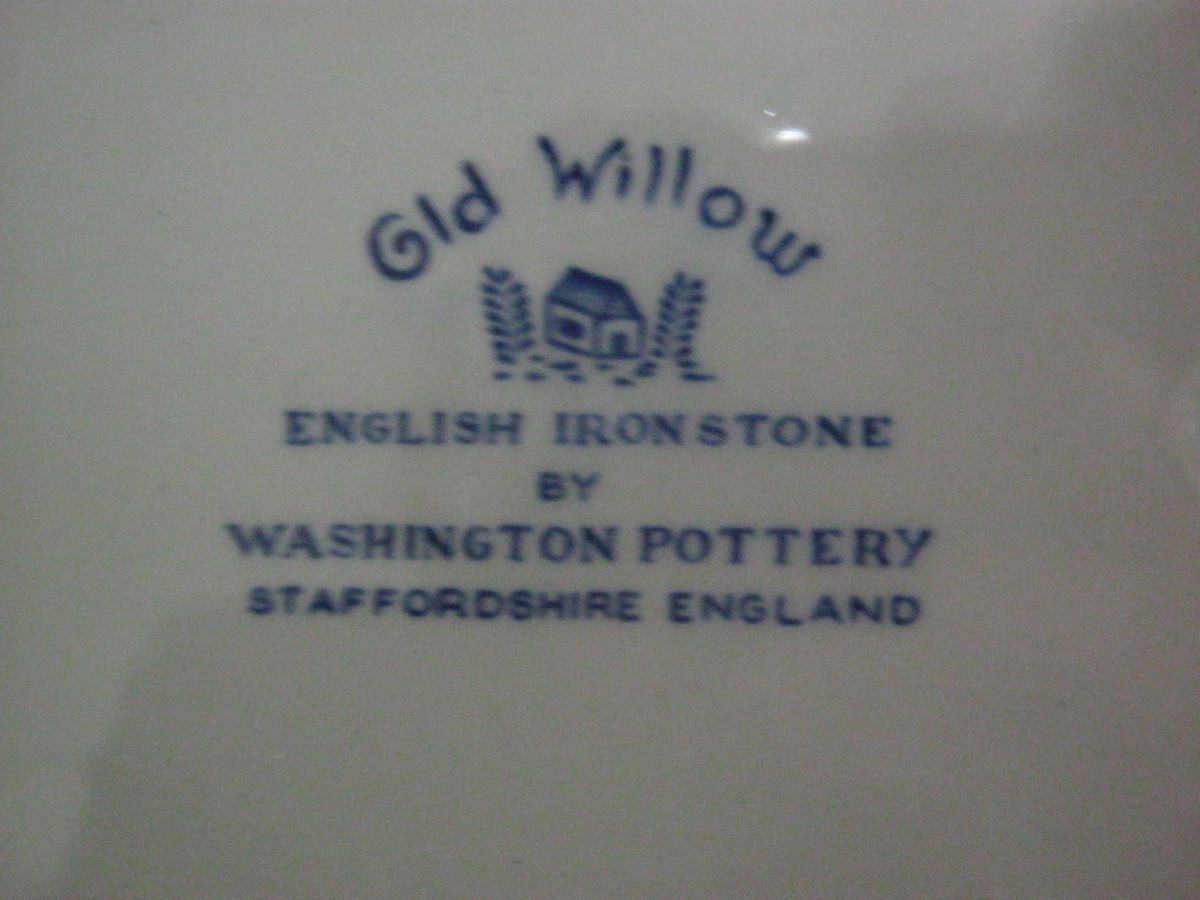 Old Willow
ENGLISH IRONSTONE
BY
WASHINGTON POTTERY
STAFFORDSHIRE ENGLAND